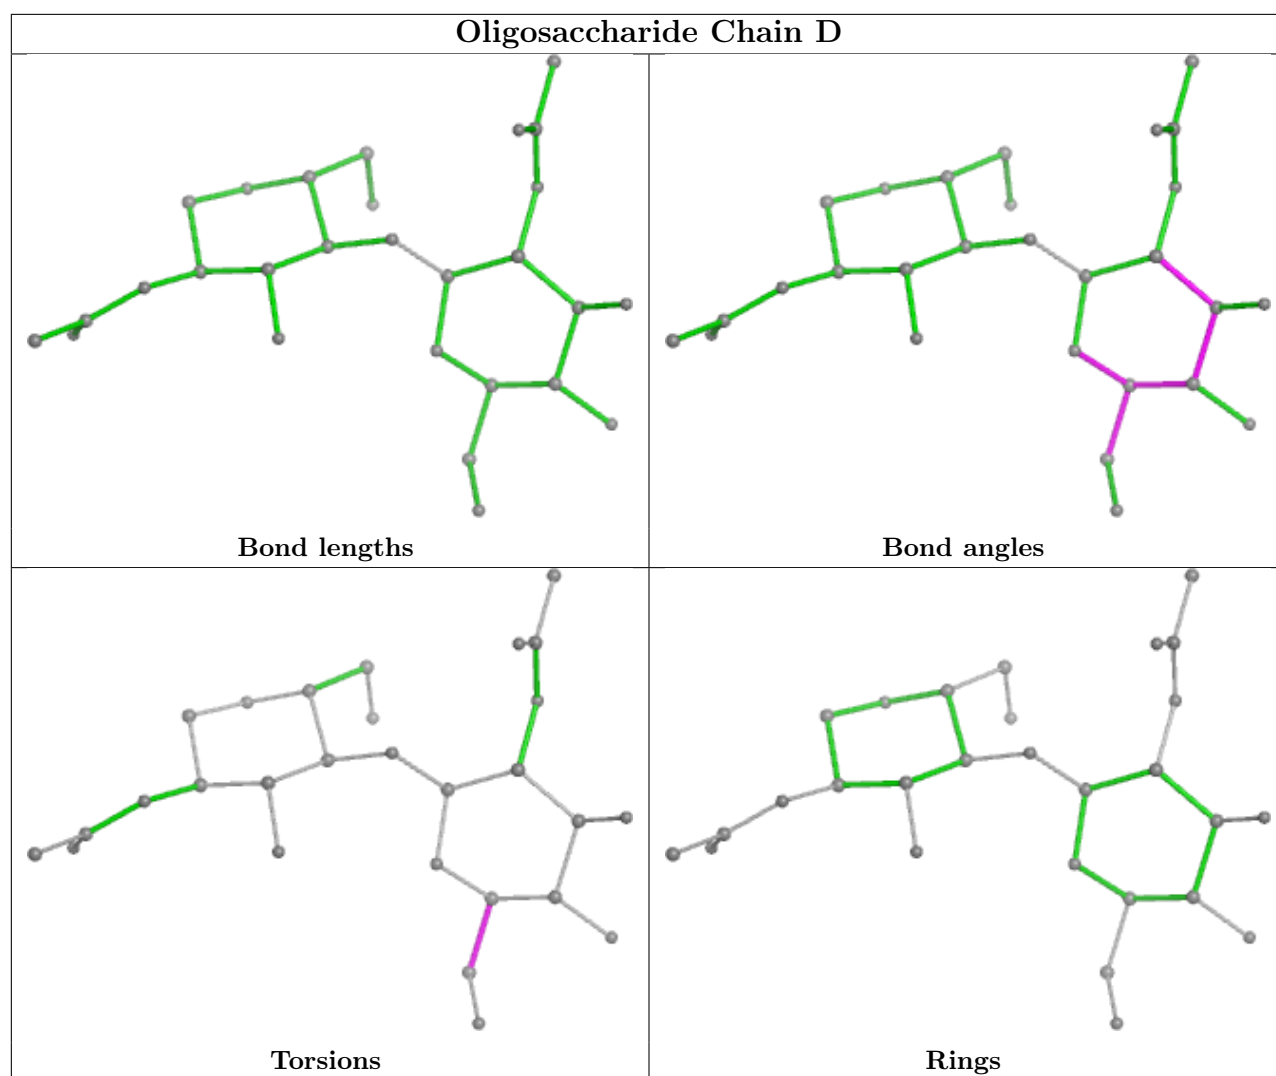 Oligosaccharide Chain D
Bond lengths
Bond angles
Torsions
Rings